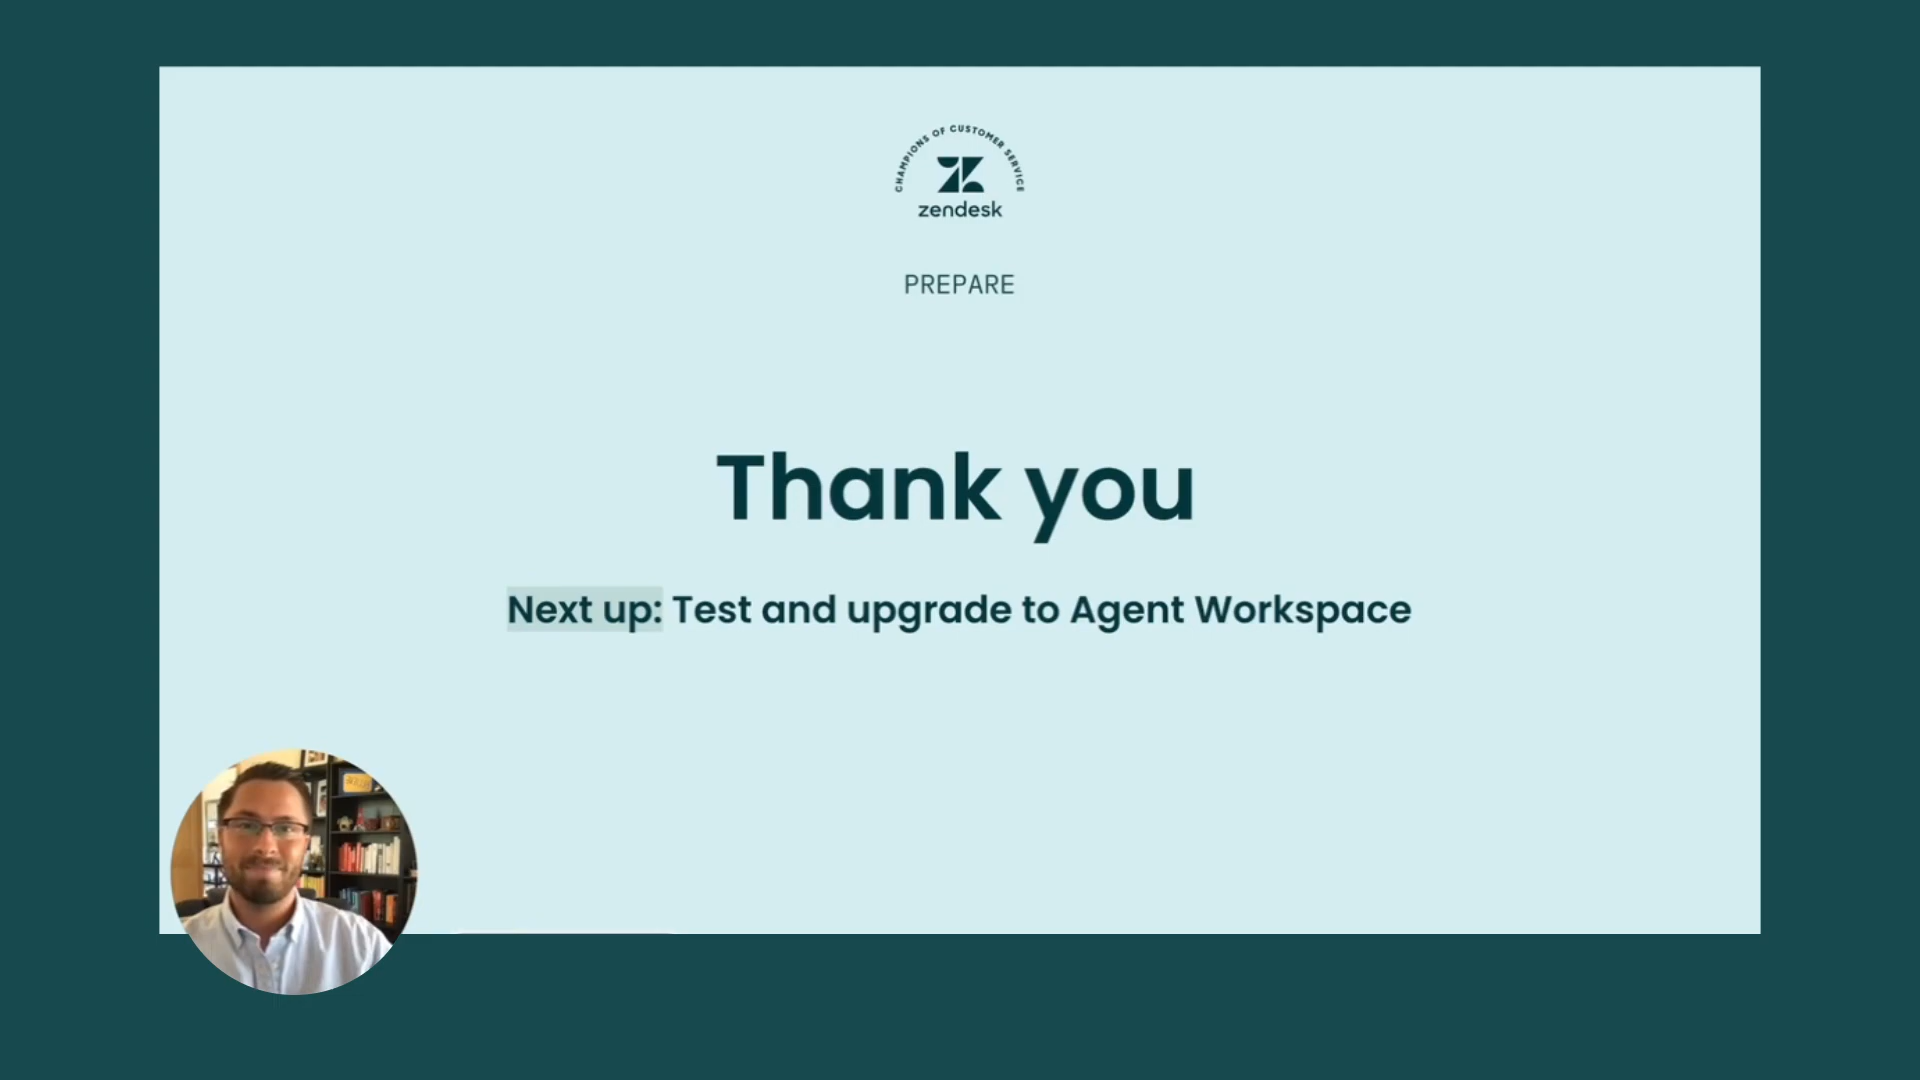 CHAMPIONS OF CUSTOMER SERVICE
zendesk
PREPARE
Thank you
Next up: Test and upgrade to Agent Workspace